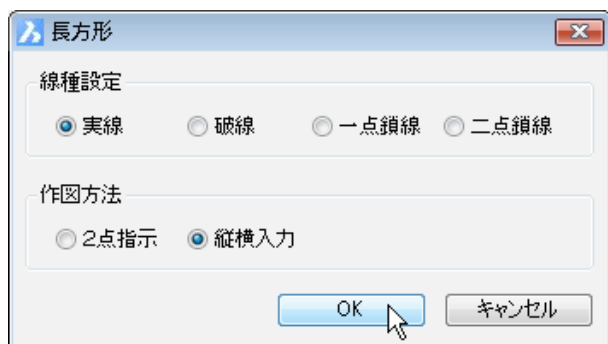 長方形
線種設定
実線 破線 一点鎖線 二点鎖線
作図方法
2点指示 縦横入力
OK キャンセル